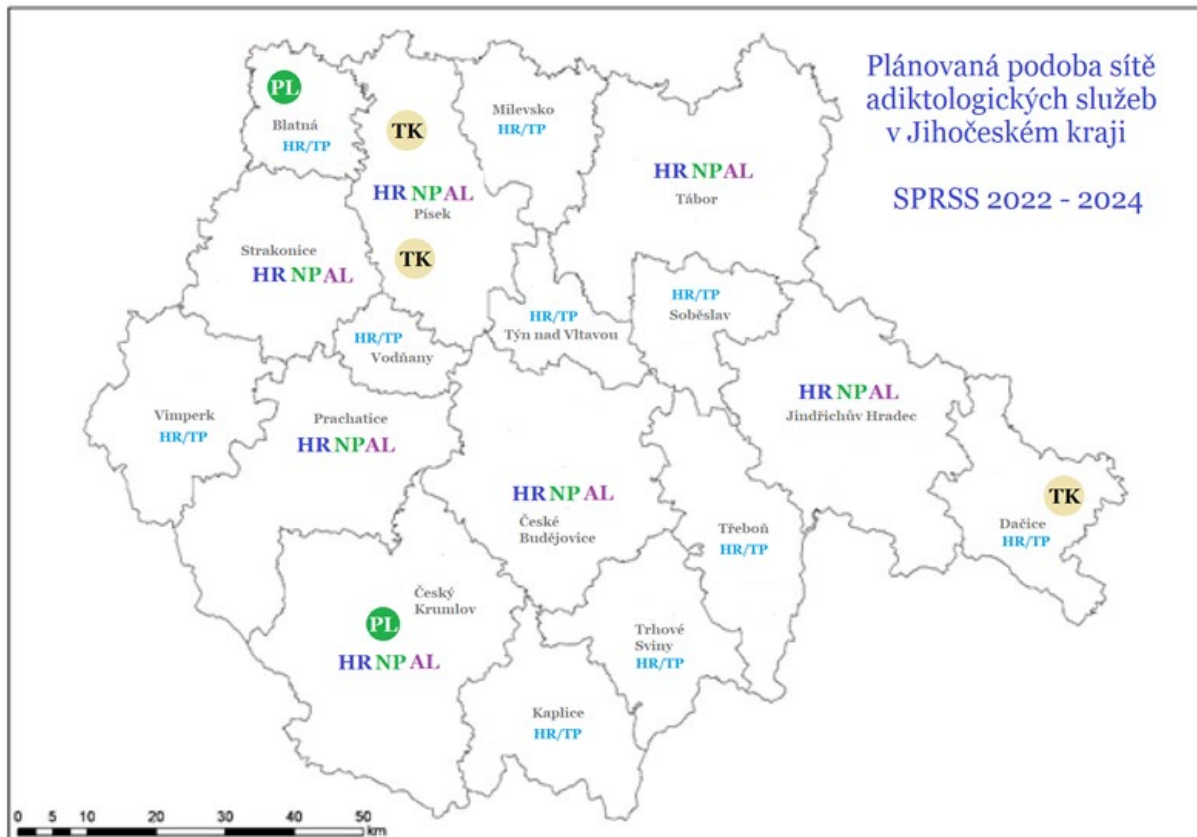 Plánovaná podoba sítě
adiktologických služeb
v Jihočeském kraji
SPRSS 2022 - 2024
PL
Blatná
HR/TP
TK
HR NP AL
Písek
TK
Milevsko
HR/TP
HR NP AL
Tábor
Strakonice
HR NP AL
HR/TP
Vodňany
HR/TP
Týn nad Vltavou
HR/TP
Soběslav
Vimperk
HR/TP
Prachatice
HR NP AL
HR NP AL
Jindřichův Hradec
HR NP AL
České
Budějovice
Třeboň
HR/TP
TK
Dačice
HR/TP
Český
Krumlov
PL
HR NP AL
Trhové
Sviny
HR/TP
Kaplice
HR/TP
0 5 10 20 30 40 50
km